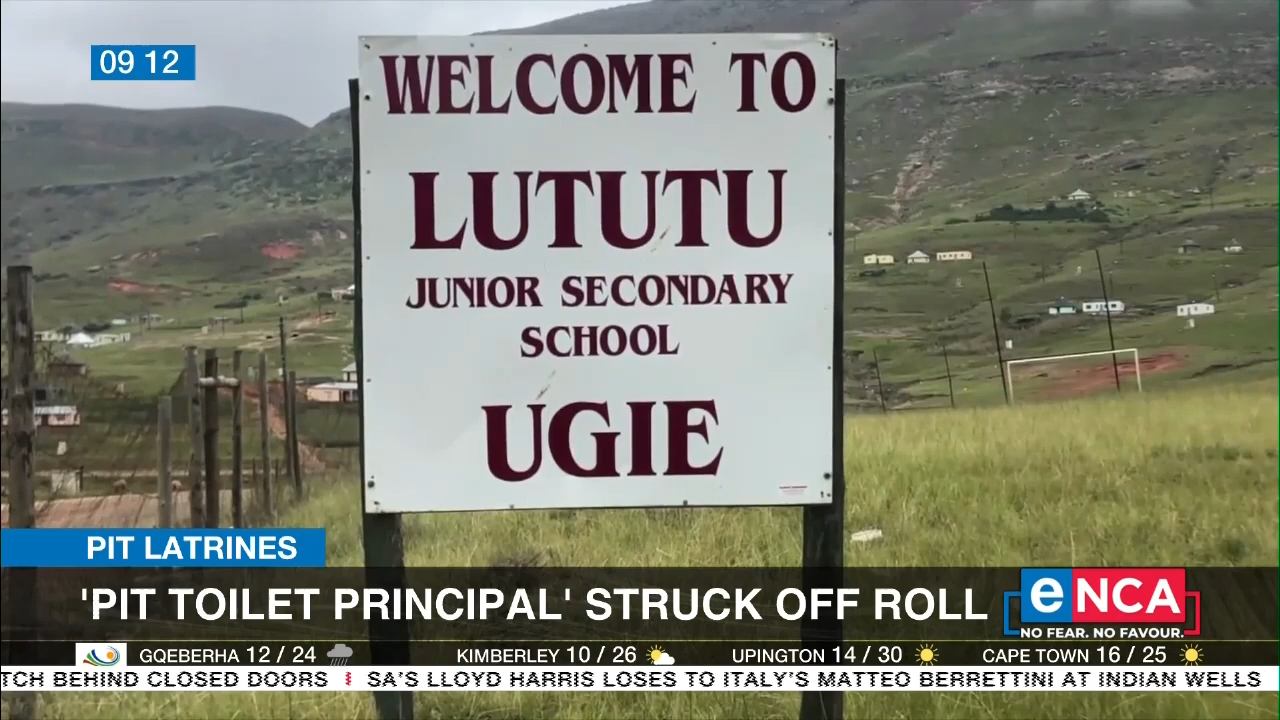 09 12
WELCOME TO
LUTUTU
JUNIOR SECONDARY
SCHOOL
UGIE
PIT LATRINES
'PIT TOILET PRINCIPAL' STRUCK OFF ROLL
eNCA
NO FEAR. NO FAVOUR.
GQEBERHA 12 / 24 KIMBERLEY 10 / 26 UPINGTON 14 / 30 CAPE TOWN 16 / 25
TCH BEHIND CLOSED DOORS SA'S LLOYD HARRIS LOSES TO ITALY'S MATTEO BERRETTINI AT INDIAN WELLS